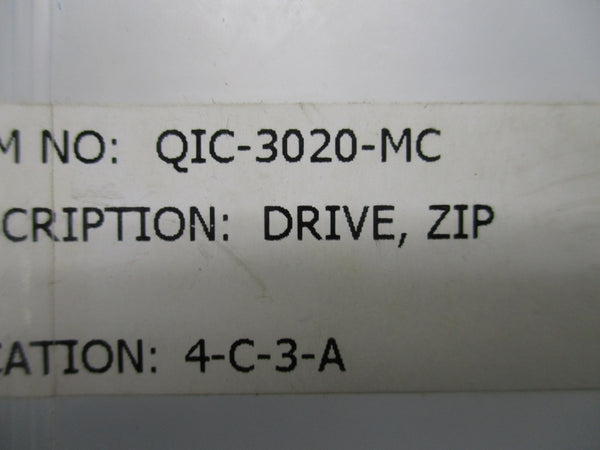 M NO: QIC-3020-MC
CRIPTION: DRIVE, ZIP
CATION: 4-C-3-A